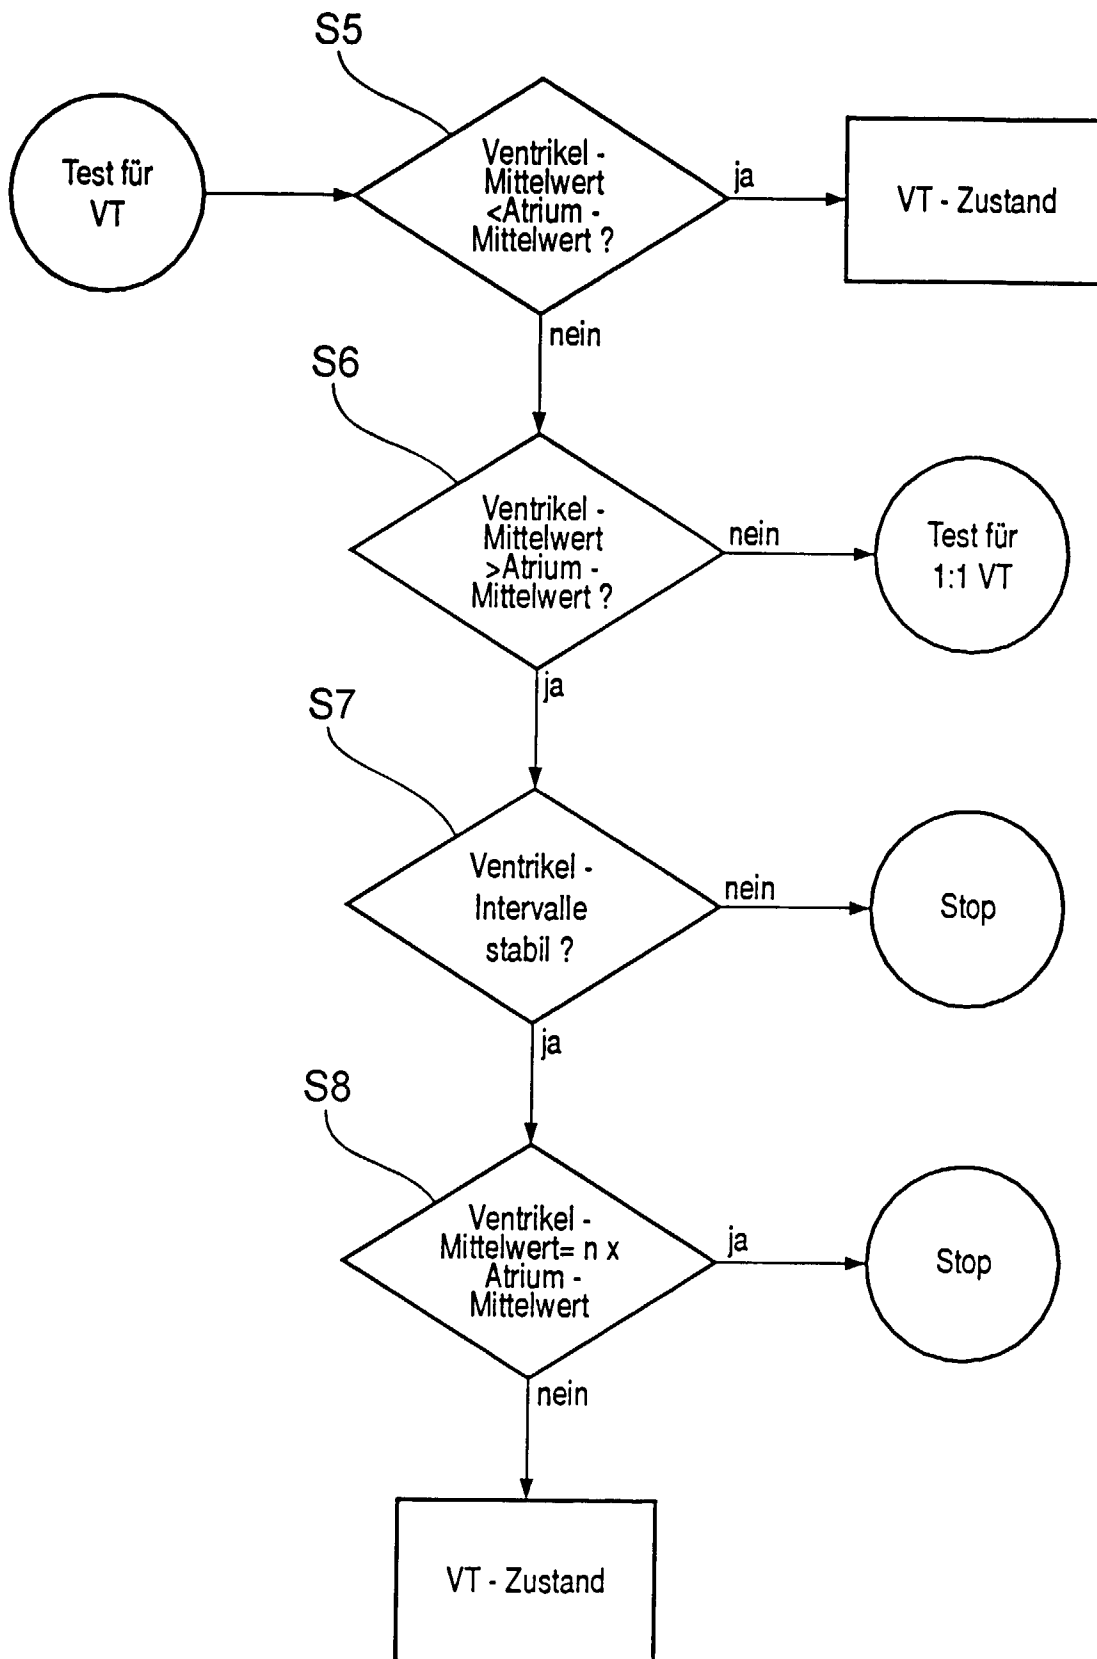 S5
Test für
VT
Ventrikel -
Mittelwert
<Atrium -
Mittelwert ?
ja
VT - Zustand
nein
S6
Ventrikel -
Mittelwert
>Atrium -
Mittelwert ?
nein
Test für
1:1 VT
ja
S7
Ventrikel -
Intervalle
stabil ?
nein
Stop
ja
S8
Ventrikel -
Mittelwert= n x
Atrium -
Mittelwert
ja
Stop
nein
VT - Zustand